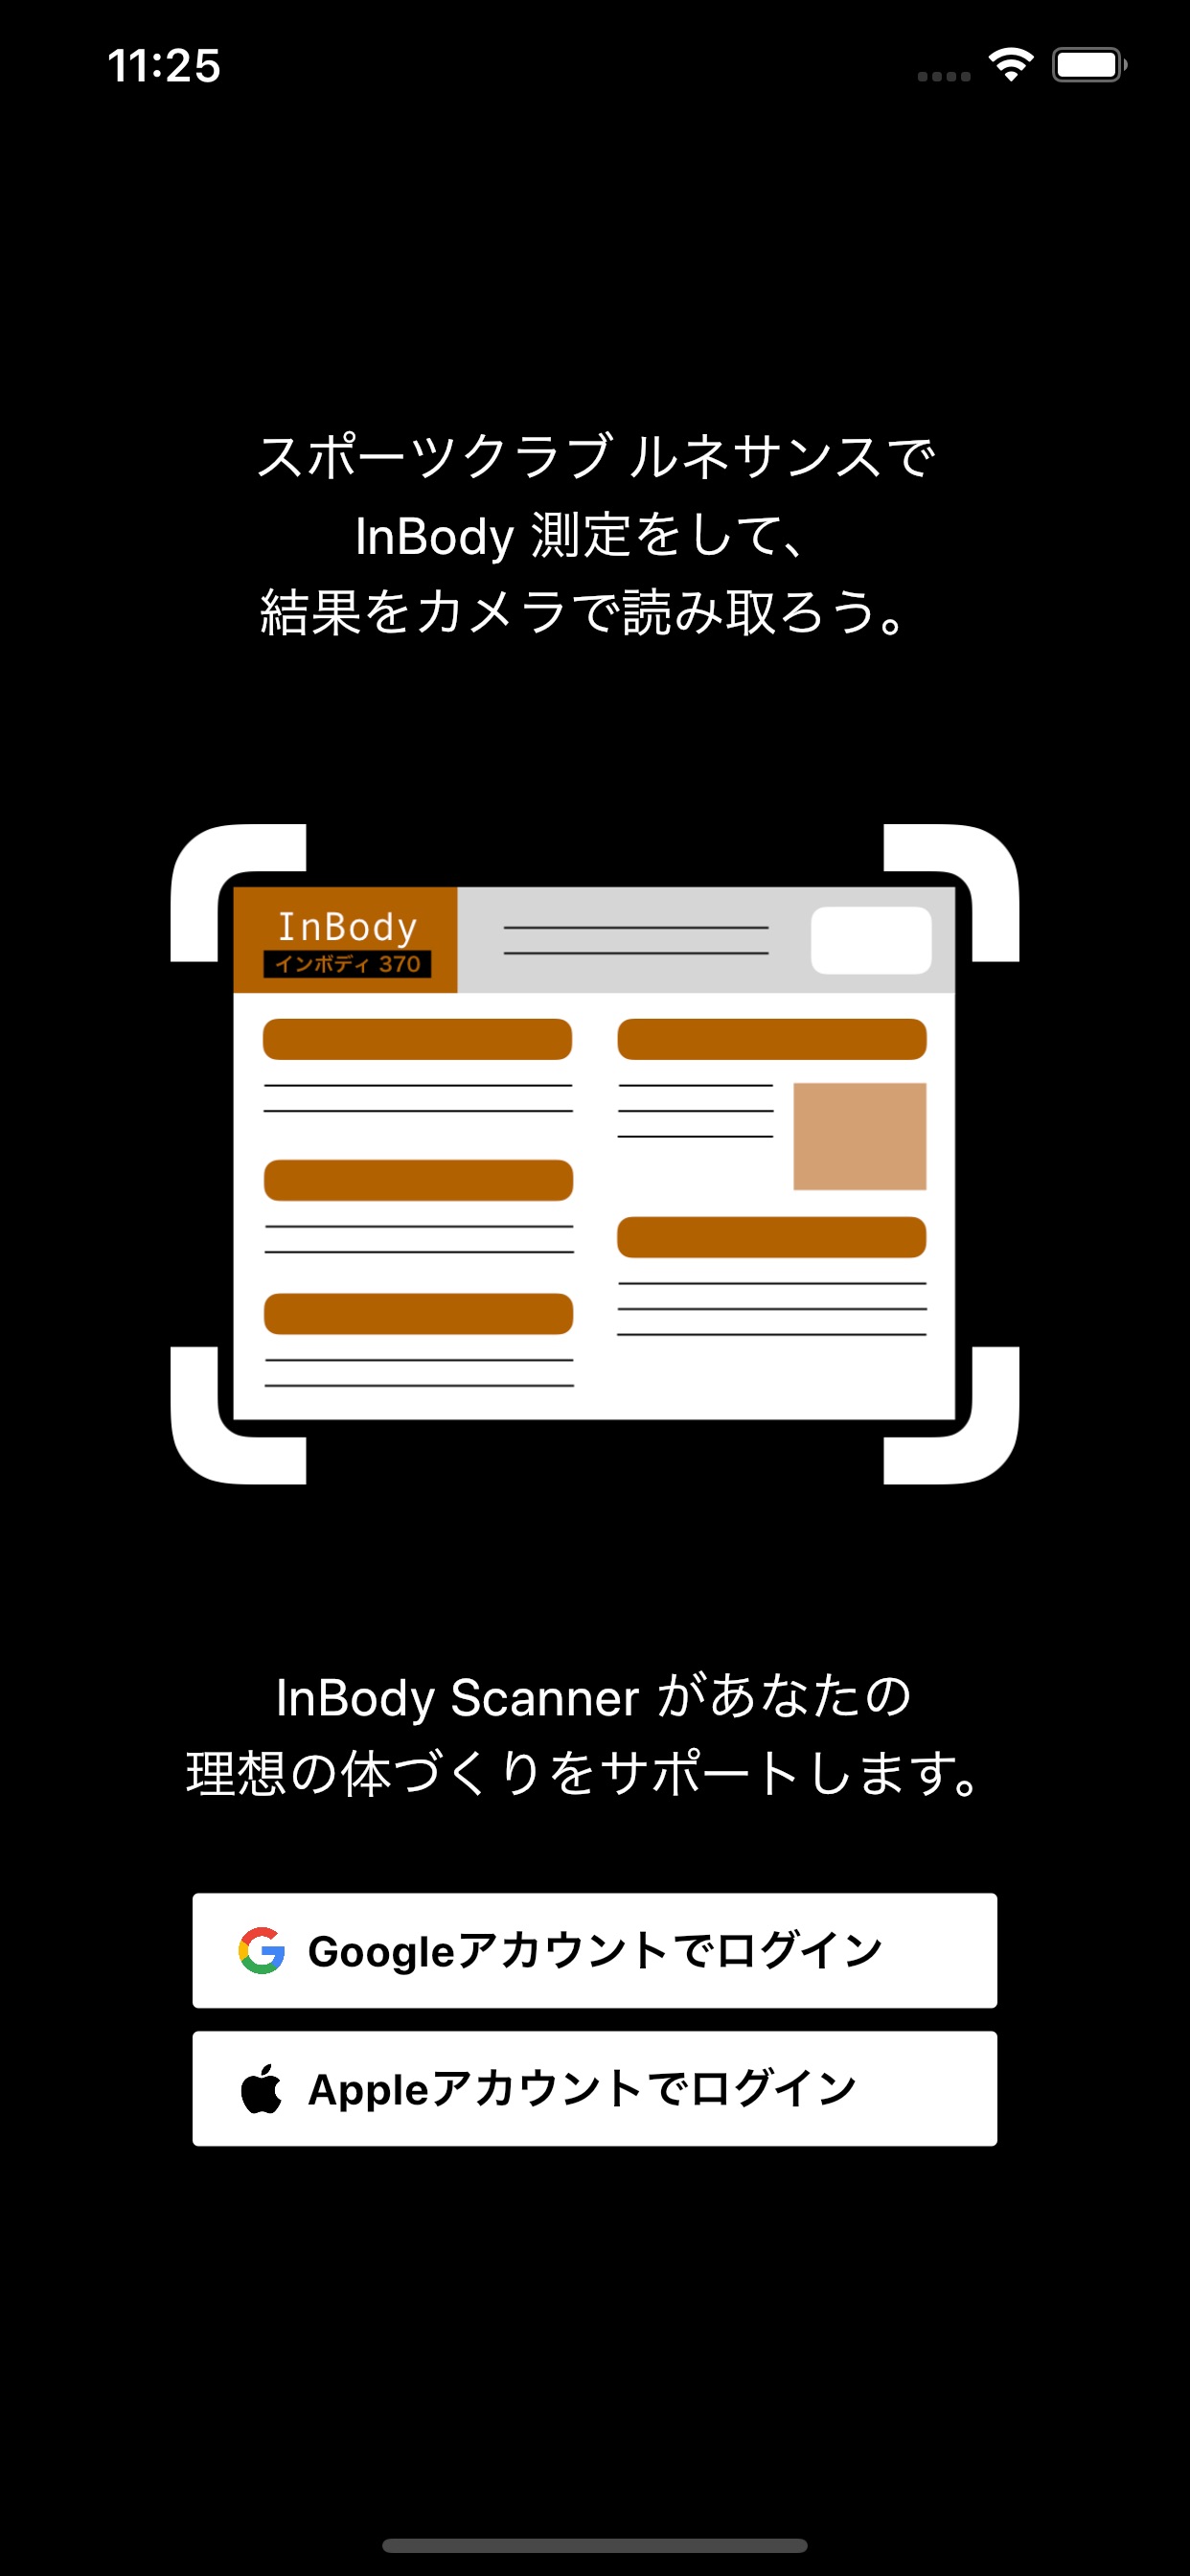 11:25
スポーツクラブ ルネサンスで
InBody 測定をして、
結果をカメラで読み取ろう。
InBody
インボディ 370
InBody Scanner があなたの
理想の体づくりをサポートします。
Googleアカウントでログイン
Appleアカウントでログイン